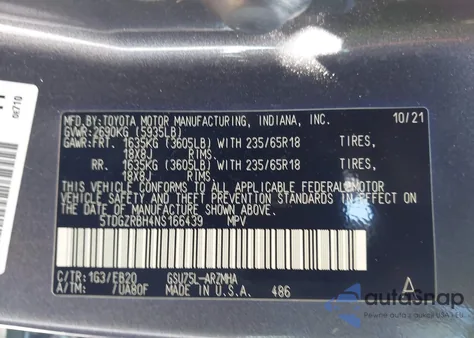 MFD.BY:TOYOTA MOTOR MANUFACTURING, INDIANA, INC. 10/21
GVWR:2690KG (5935LB)
GAWR:FRT. 1635KG (3605LB) WITH 235/65R18 TIRES,
18X8J RIMS.
RR. 1635KG (3605LB) WITH 235/65R18 TIRES,
18X8J RIMS.
THIS VEHICLE CONFORMS TO ALL APPLICABLE FEDERAL MOTOR
VEHICLE SAFETY AND THEFT PREVENTION STANDARDS IN EFFECT ON
THE DATE OF MANUFACTURE SHOWN ABOVE.
5TDGZRBH4NS166439 MPV
C/TR:1G3/EB20 GSU75L-ARZMHA
A/TM: /UA80F MADE IN U.S.A. 486
A
0E710
autoSnap